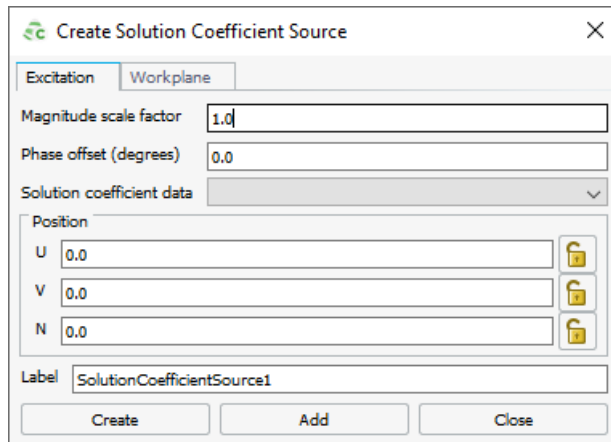 Create Solution Coefficient Source
Excitation Workplane
Magnitude scale factor 1.0
Phase offset (degrees) 0.0
Solution coefficient data
Position
U 0.0
V 0.0
N 0.0
Label SolutionCoefficientSource1
Create Add Close